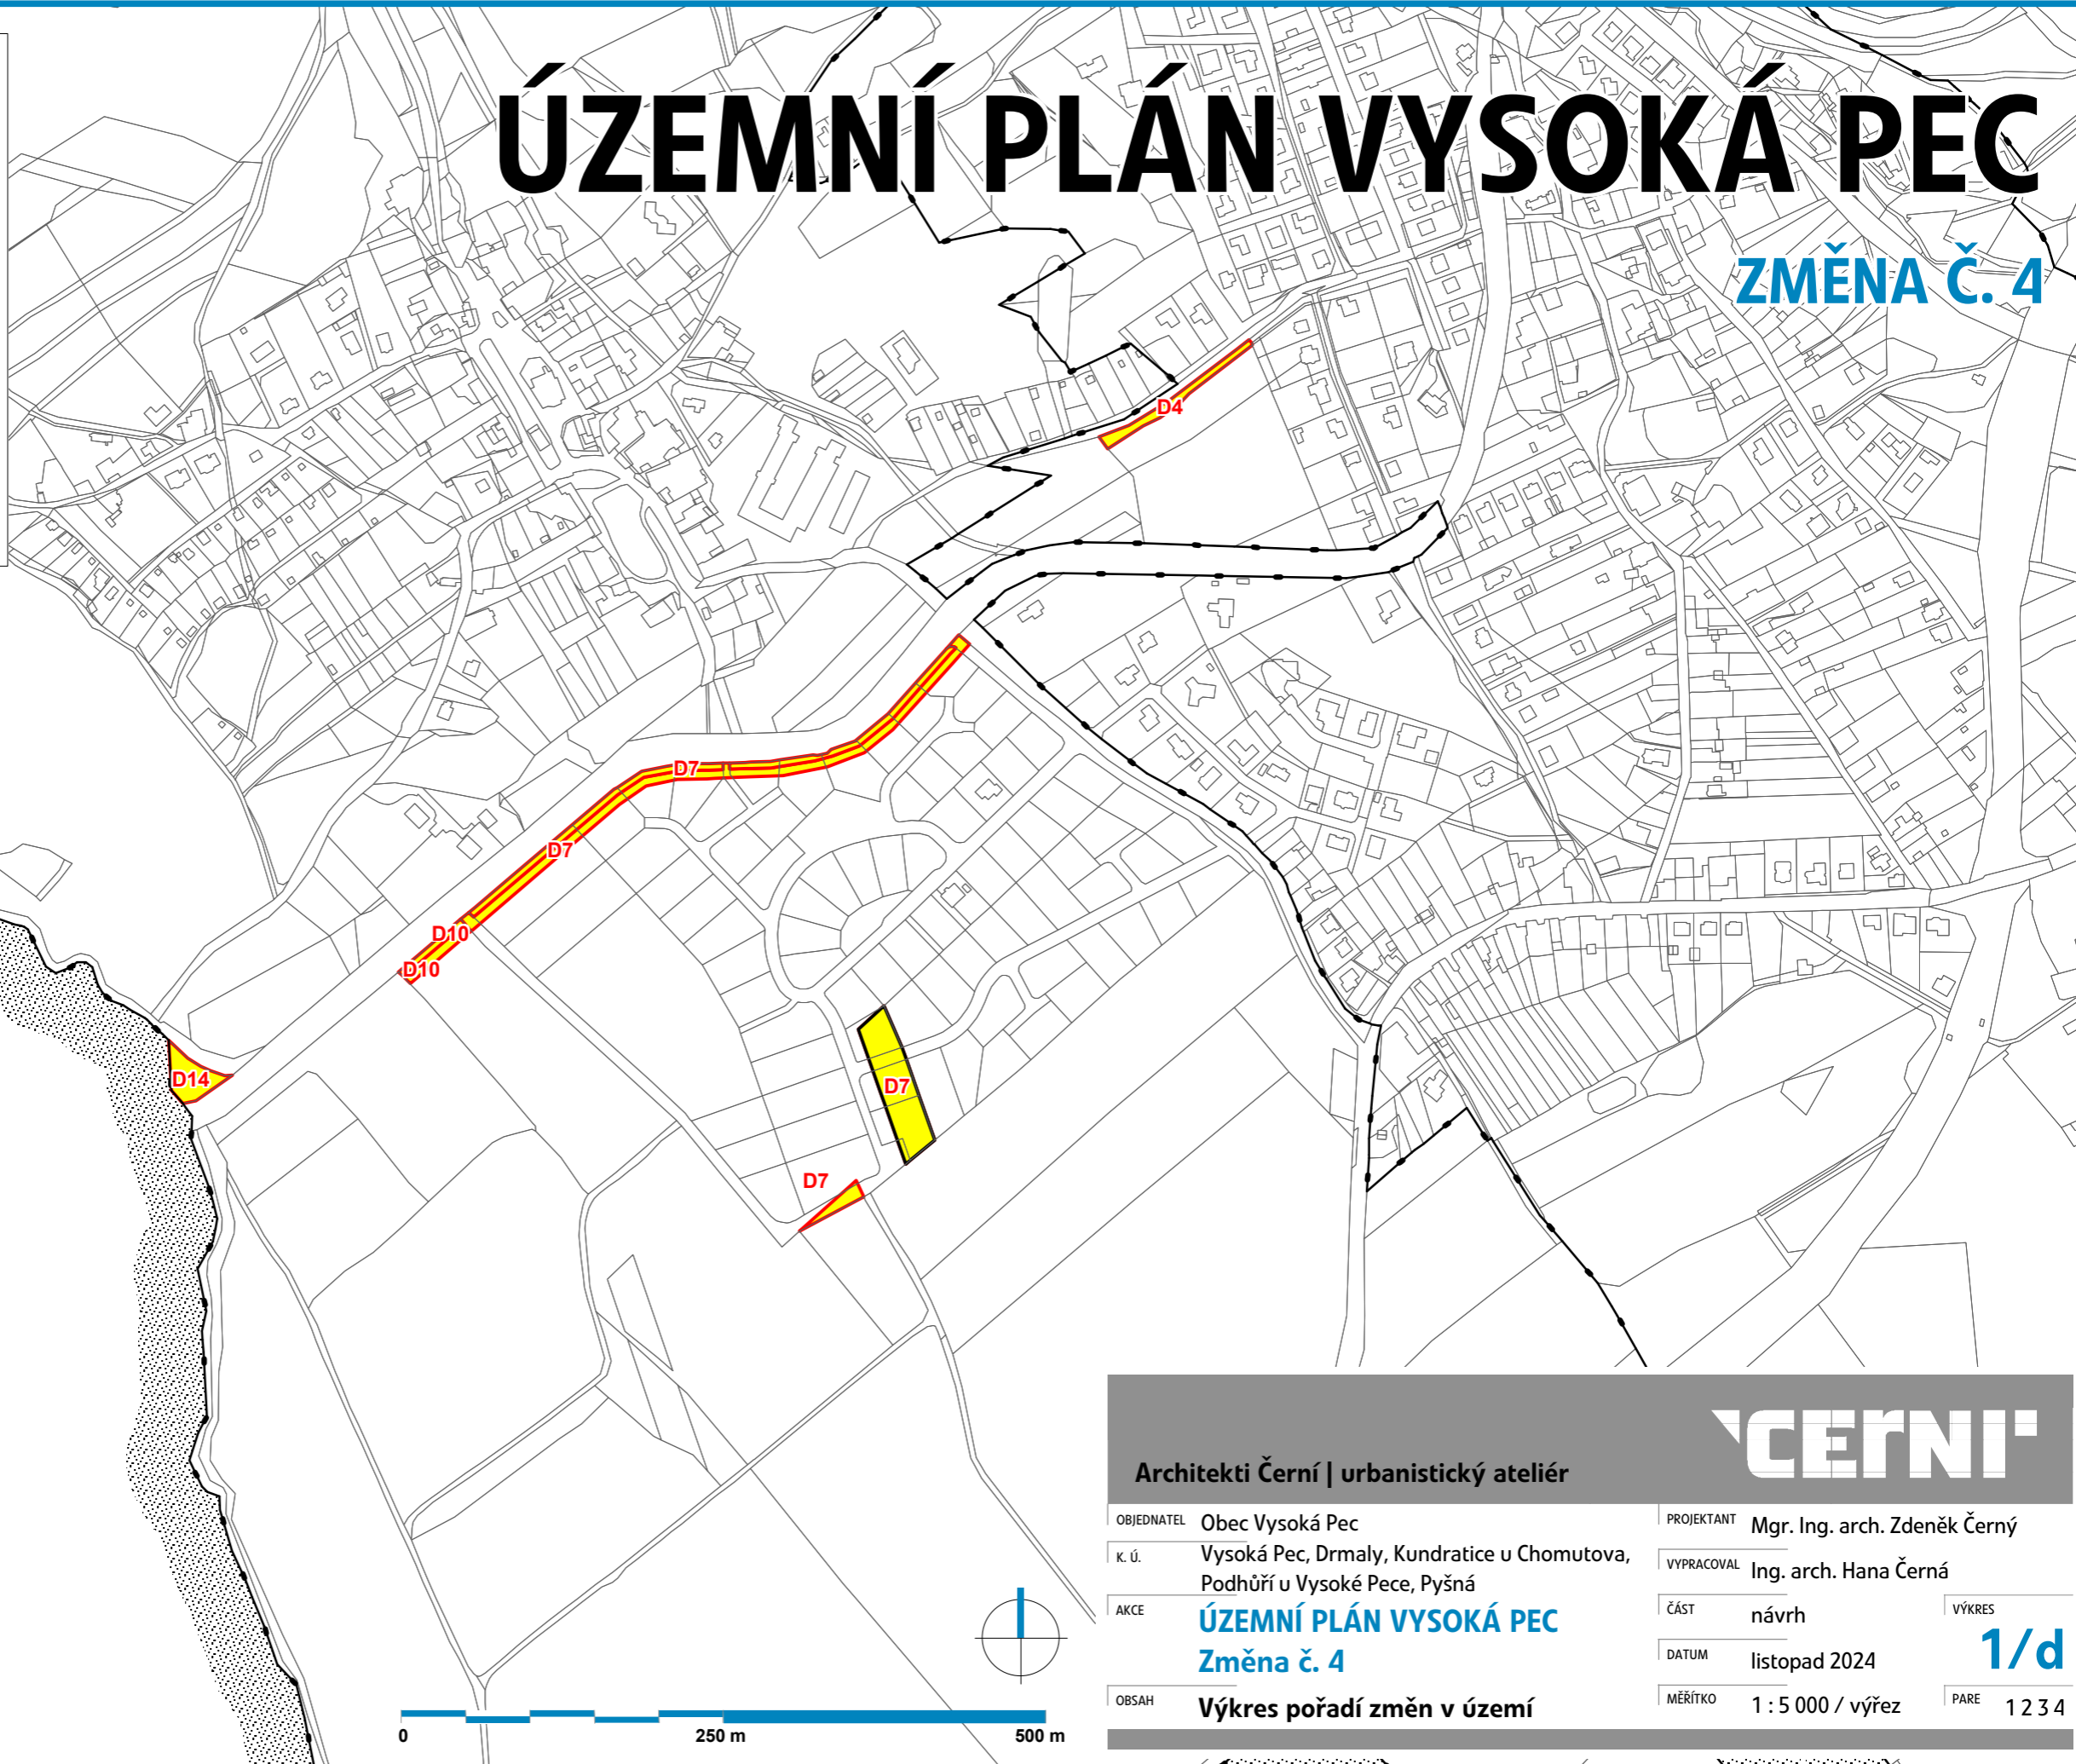 ÚZEMNÍ PLÁN VYSOKÁ PEC
ZMĚNA Č. 4
D4
D7
D7
D10
D10
D14
D7
D7
0
250 m
500 m
ČERNÍ
Architekti Černí | urbanistický ateliér
OBJEDNATEL Obec Vysoká Pec
K. Ú. Vysoká Pec, Drmaly, Kundratice u Chomutova,
Podhůří u Vysoké Pece, Pyšná
AKCE ÚZEMNÍ PLÁN VYSOKÁ PEC
Změna č. 4
OBSAH Výkres pořadí změn v území
PROJEKTANT Mgr. Ing. arch. Zdeněk Černý
VYPRACOVAL Ing. arch. Hana Černá
ČÁST návrh
DATUM listopad 2024
MĚŘÍTKO 1 : 5 000 / výřez
VÝKRES
1/d
PARE 1 2 3 4